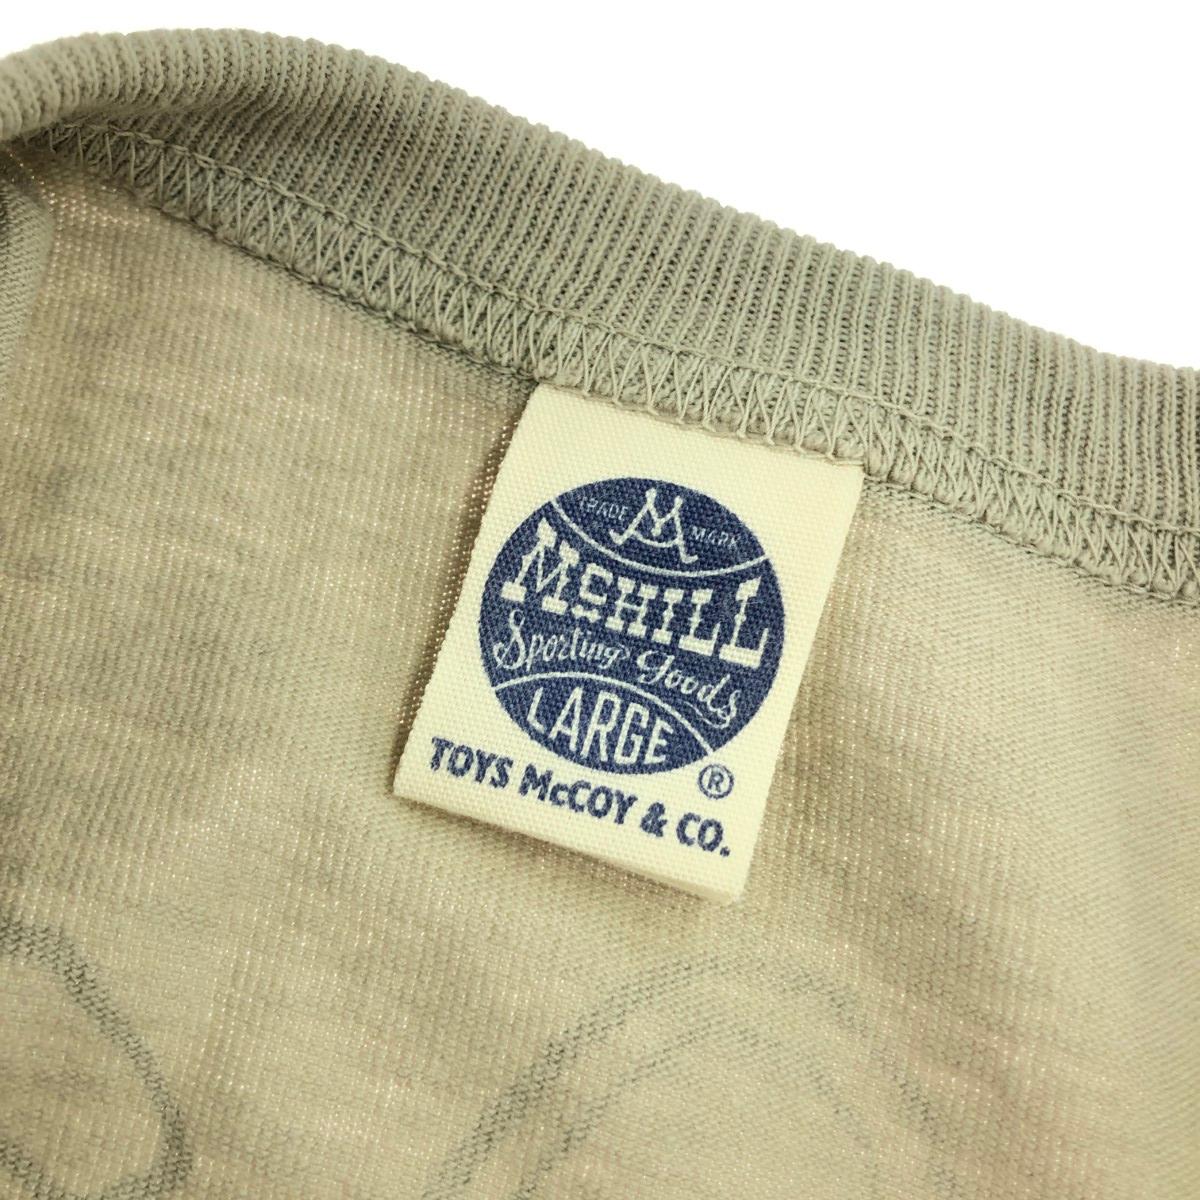 TRADE M MARK
McHILL
Sporting goods
LARGE
®
TOYS McCOY & CO.